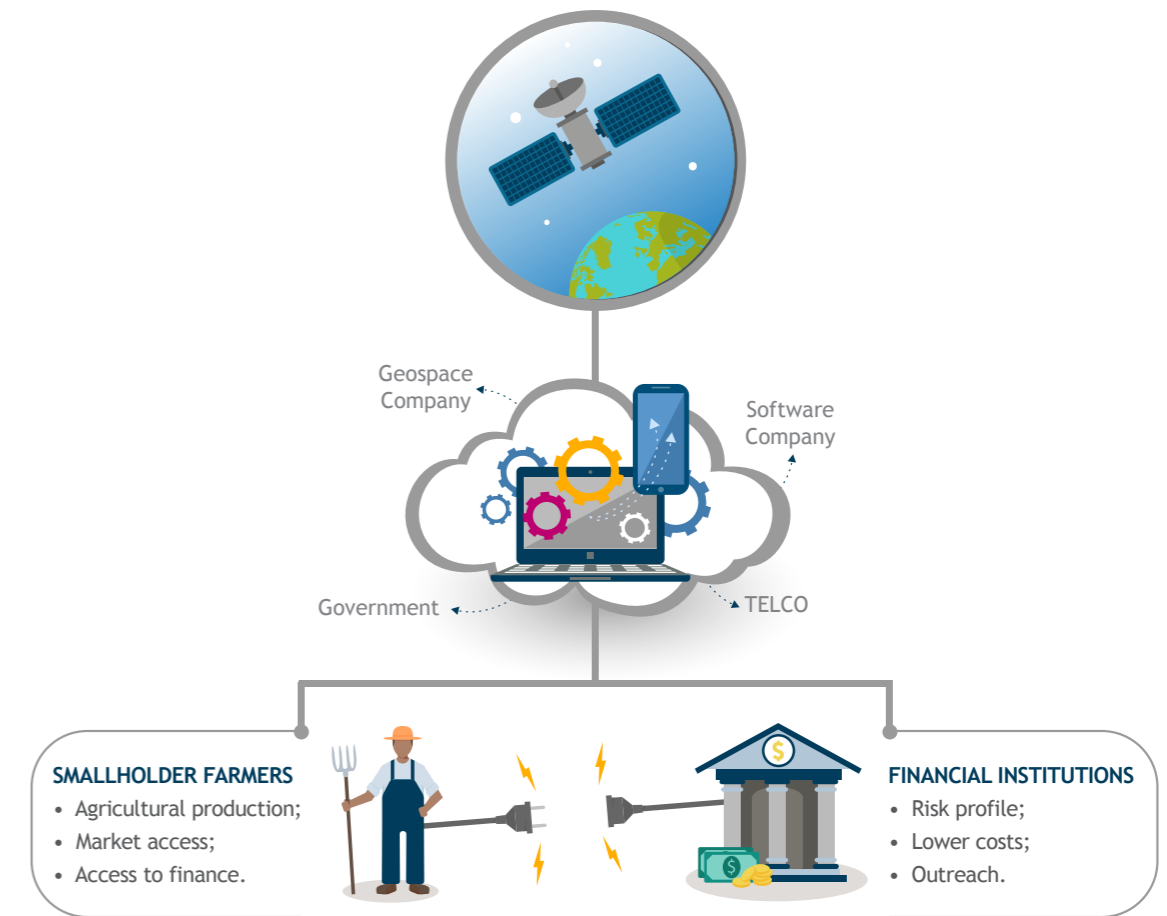 Geospace
Company
Software
Company
Government
TELCO
SMALLHOLDER FARMERS
• Agricultural production;
• Market access;
• Access to finance.
$
$
FINANCIAL INSTITUTIONS
• Risk profile;
• Lower costs;
• Outreach.